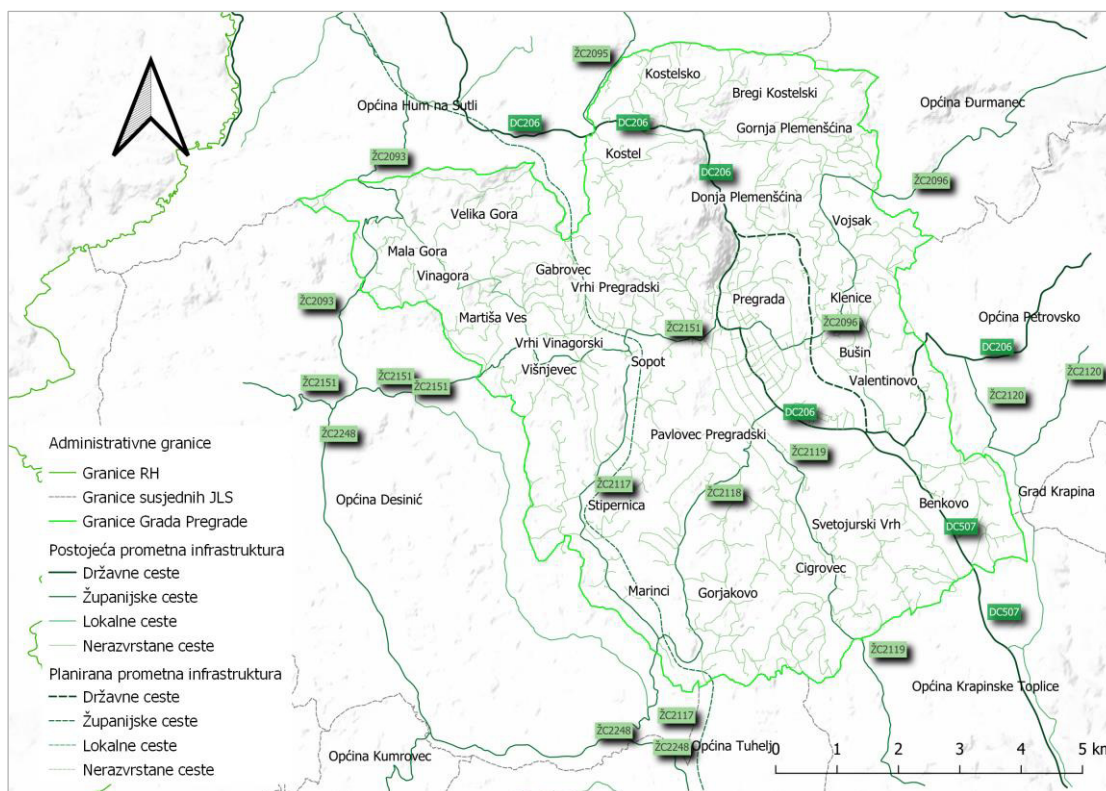 ŽC2095
Kostelsko
Bregi Kostelski
Općina Đurmanec
Općina Hum na Sutli
DC206
DC206
Gornja Plemenšćina
Kostel
ŽC2093
DC206
ŽC2096
Donja Plemenšćina
Velika Gora
Vojsak
Mala Gora
Vinagora
Gabrovec
Vrhi Pregradski
Pregrada
Klenice
ŽC2093
Martiša Ves
ŽC2151
ŽC2096
Općina Petrovsko
Vrhi Vinagorski
DC206
Višnjevec
Sopot
Bušin
ŽC2120
ŽC2151
ŽC2151
ŽC2151
Valentinovo
ŽC2120
DC206
ŽC2248
Pavlovec Pregradski
ŽC2119
ŽC2117
ŽC2118
Općina Desinić
Stipernica
Benkovo
Grad Krapina
Svetojurski Vrh
DC507
Cigrovec
Marinci
Gorjakovo
DC507
ŽC2119
Općina Krapinske Toplice
ŽC2117
ŽC2248
ŽC2248
Općina Tuhelj
Općina Kumrovec
0 1 2 3 4 5 km
Administrativne granice
Granice RH
Granice susjednih JLS
Granice Grada Pregrade
Postojeća prometna infrastruktura
Državne ceste
Županijske ceste
Lokalne ceste
Nerazvrstane ceste
Planirana prometna infrastruktura
Državne ceste
Županijske ceste
Lokalne ceste
Nerazvrstane ceste